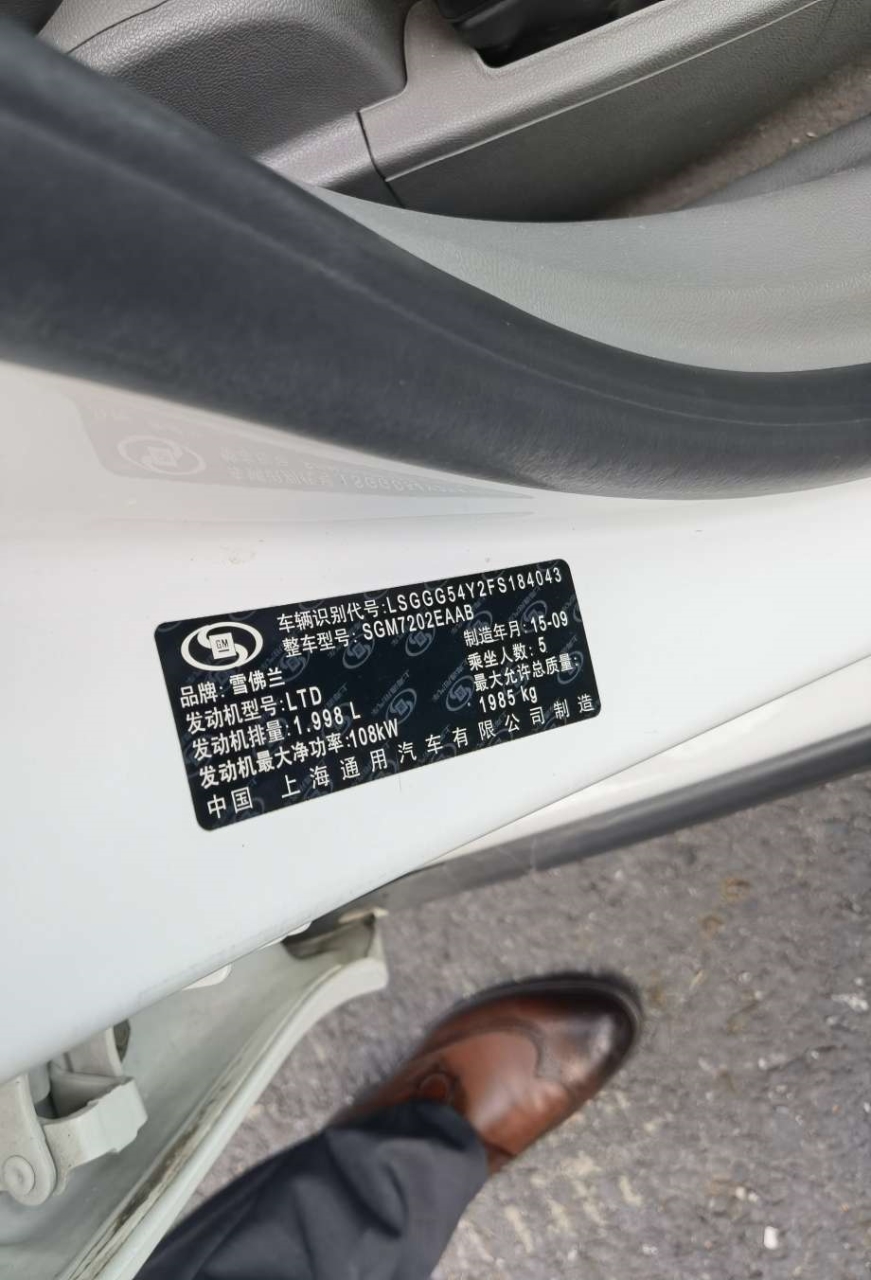 GM
车辆识别代号:LSGGG54Y2FS184043
整车型号: SGM7202EAAB
品牌: 雪佛兰
制造年月:15-09
发动机型号:LTD
乘坐人数: 5
发动机排量:1.998 L
最大允许总质量:
1985 kg
发动机最大净功率:108kW
中国 上海通用汽车有限公司制造